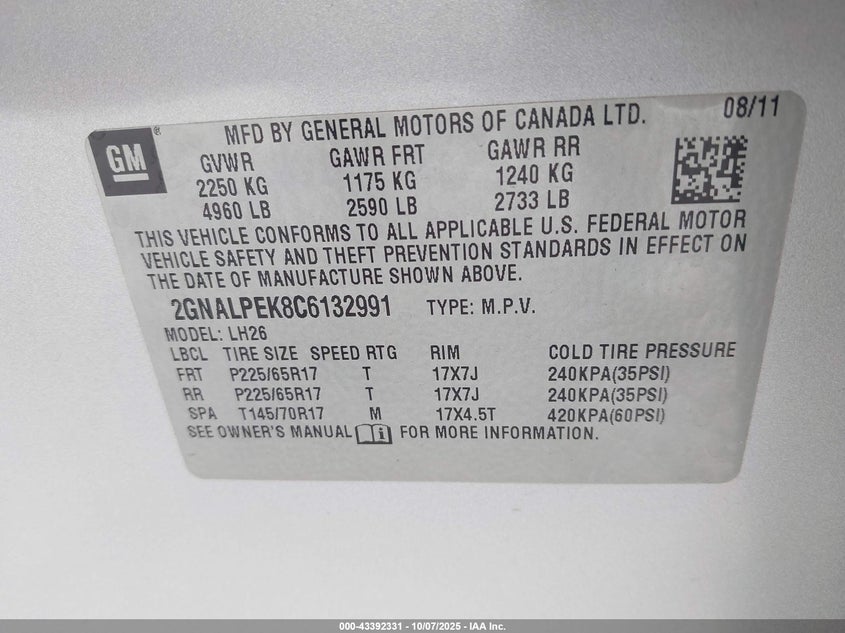 GM
®
MFD BY GENERAL MOTORS OF CANADA LTD. 08/11
GVWR GAWR FRT GAWR RR
2250 KG 1175 KG 1240 KG
4960 LB 2590 LB 2733 LB
THIS VEHICLE CONFORMS TO ALL APPLICABLE U.S. FEDERAL MOTOR
VEHICLE SAFETY AND THEFT PREVENTION STANDARDS IN EFFECT ON
THE DATE OF MANUFACTURE SHOWN ABOVE.
2GNALPEK8C6132991 TYPE: M.P.V.
MODEL: LH26
LBCL TIRE SIZE SPEED RTG RIM COLD TIRE PRESSURE
FRT P225/65R17 T 17X7J 240KPA(35PSI)
RR P225/65R17 T 17X7J 240KPA(35PSI)
SPA T145/70R17 M 17X4.5T 420KPA(60PSI)
SEE OWNER'S MANUAL FOR MORE INFORMATION.
000-43392331 - 10/07/2025 - IAA Inc.